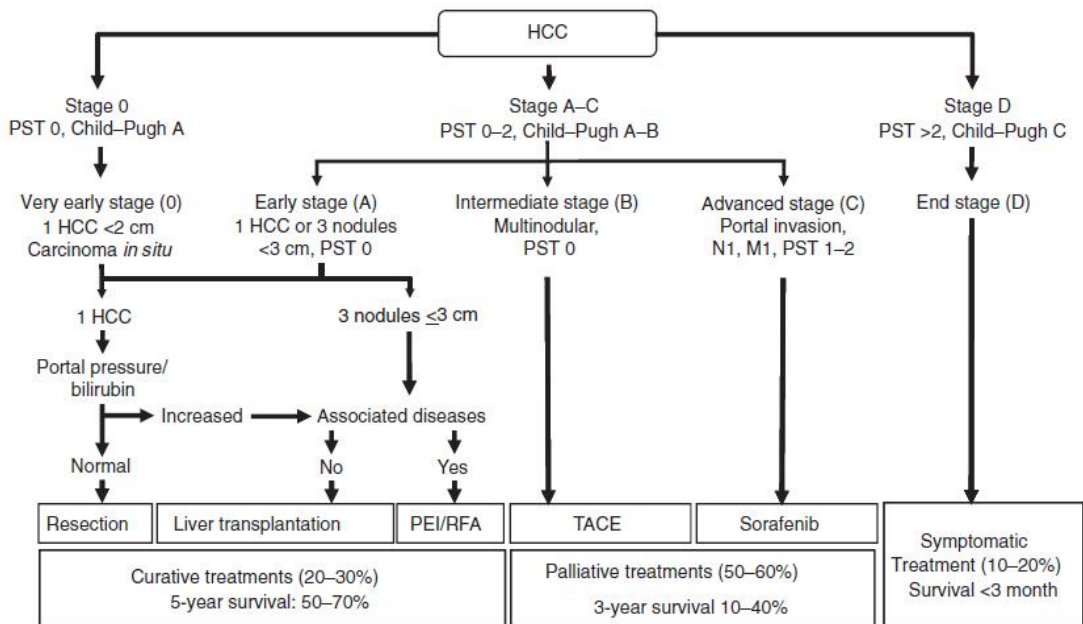 HCC
Stage 0
PST 0, Child–Pugh A
Stage A–C
PST 0–2, Child–Pugh A–B
Stage D
PST >2, Child–Pugh C
Very early stage (0)
1 HCC <2 cm
Carcinoma in situ
Early stage (A)
1 HCC or 3 nodules
<3 cm, PST 0
Intermediate stage (B)
Multinodular,
PST 0
Advanced stage (C)
Portal invasion,
N1, M1, PST 1–2
End stage (D)
1 HCC
3 nodules ≤3 cm
Portal pressure/
bilirubin
Increased
Associated diseases
Normal
No
Yes
Resection
Liver transplantation
PEI/RFA
TACE
Sorafenib
Curative treatments (20–30%)
5-year survival: 50–70%
Palliative treatments (50–60%)
3-year survival 10–40%
Symptomatic
Treatment (10–20%)
Survival <3 month